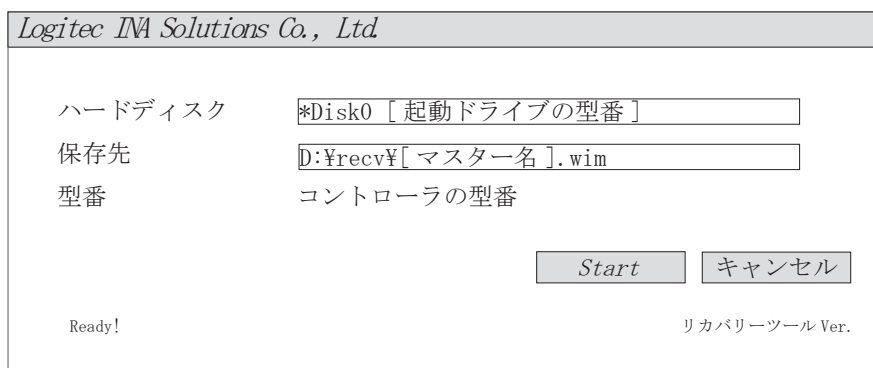 Logitec INA Solutions Co., Ltd.
ハードディスク *Disk0 [ 起動ドライブの型番 ]
保存先 D:¥recv¥[ マスター名 ].wim
型番 コントローラの型番
Start キャンセル
Ready! リカバリーツール Ver.